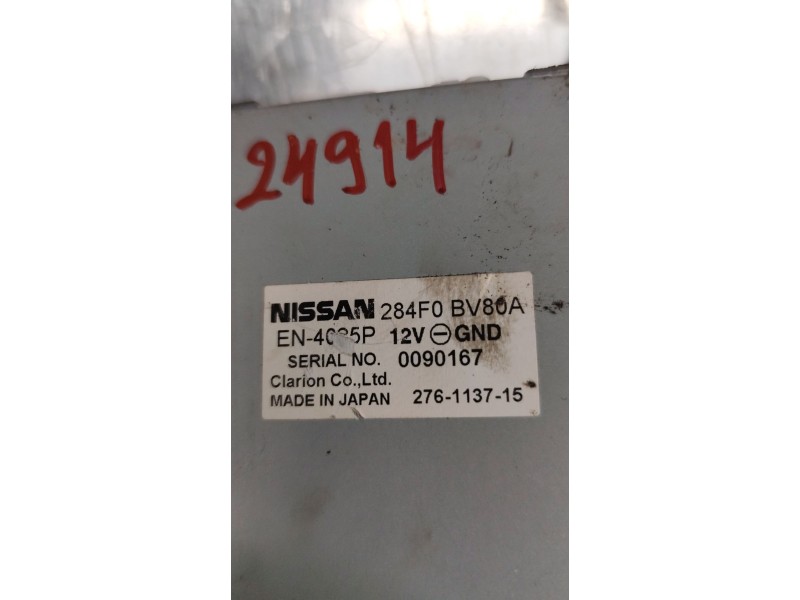 24914
NISSAN 284F0 BV80A
12V ⊖ GND
SERIAL NO. 0090167
Clarion Co.,Ltd.
MADE IN JAPAN 276-1137-15